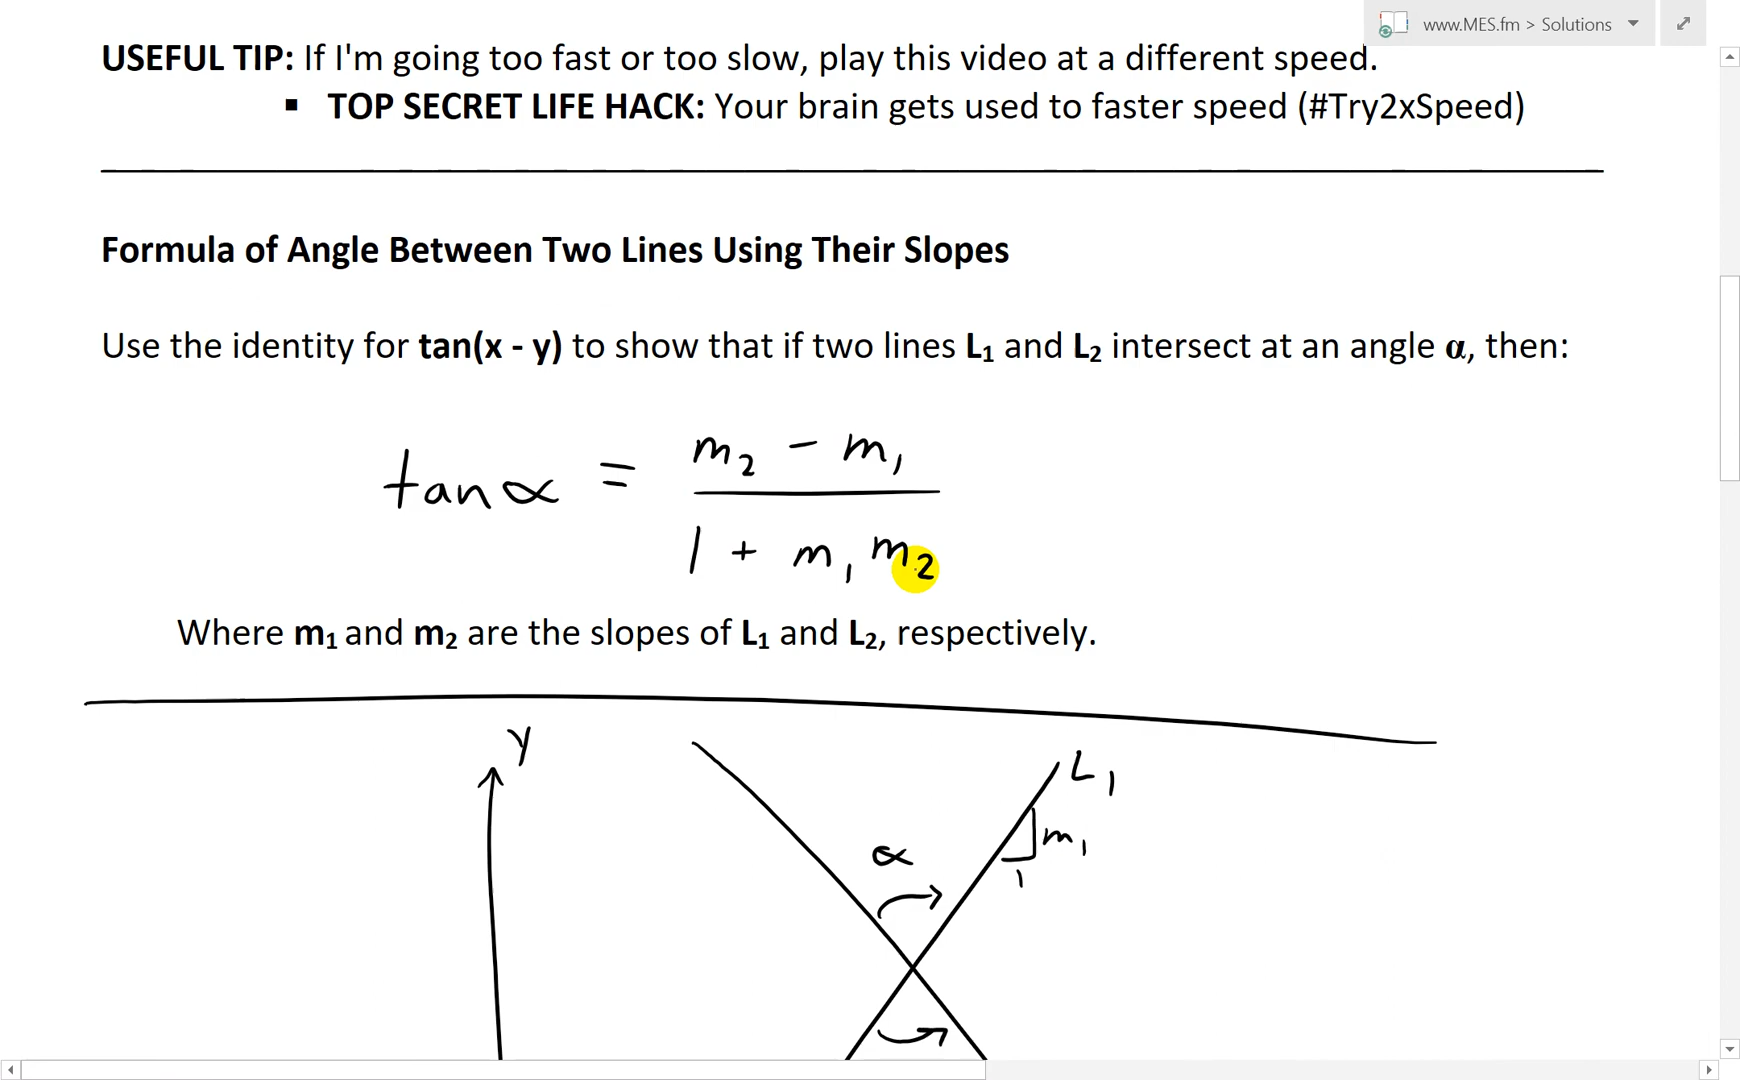 www.MES.fm > Solutions
USEFUL TIP: If I'm going too fast or too slow, play this video at a different speed.
▪ TOP SECRET LIFE HACK: Your brain gets used to faster speed (#Try2xSpeed)
Formula of Angle Between Two Lines Using Their Slopes
Use the identity for tan(x - y) to show that if two lines L₁ and L₂ intersect at an angle α, then:
tan α = (m₂ - m₁) / (1 + m₁ m₂)
Where m₁ and m₂ are the slopes of L₁ and L₂, respectively.
y
L₁
m₁
α
1